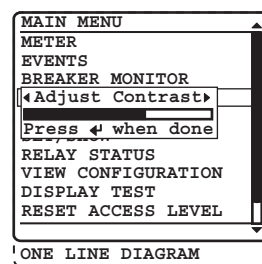 MAIN MENU
METER
EVENTS
BREAKER MONITOR
Adjust Contrast
Press ↵ when done
RELAY STATUS
VIEW CONFIGURATION
DISPLAY TEST
RESET ACCESS LEVEL
ONE LINE DIAGRAM